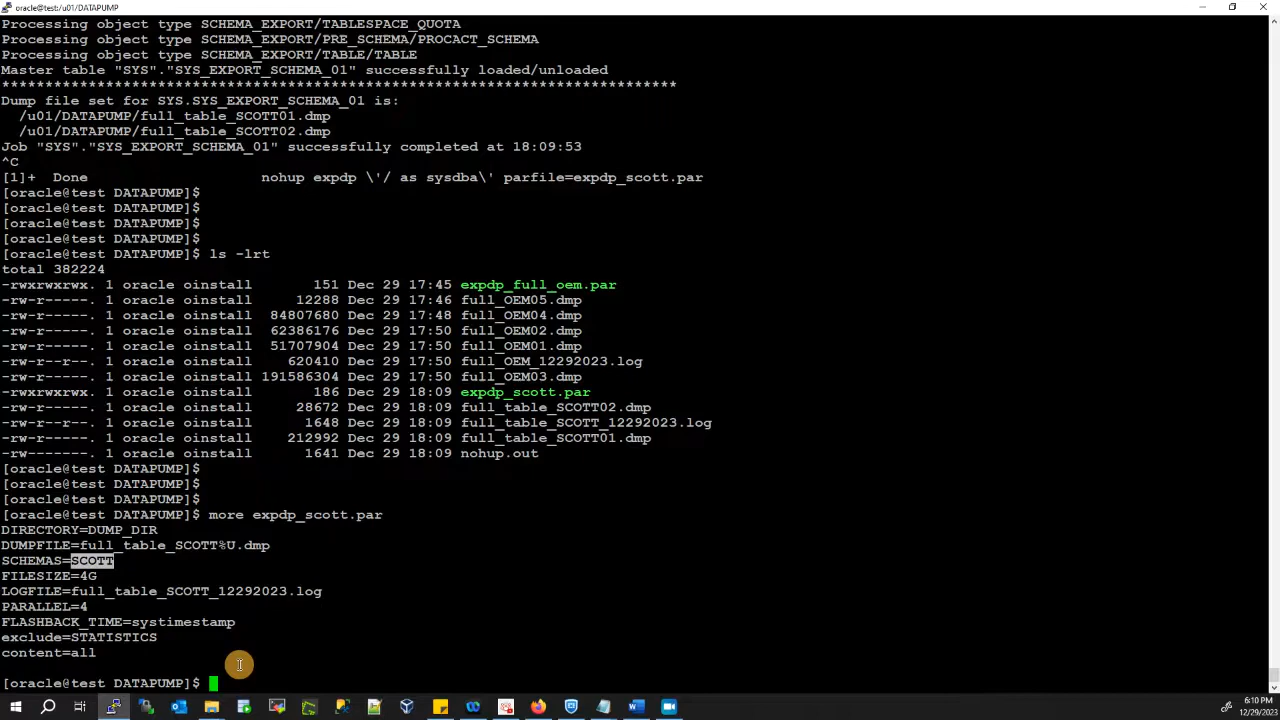 oracle@test:/u01/DATAPUMP
Processing object type SCHEMA_EXPORT/TABLESPACE_QUOTA
Processing object type SCHEMA_EXPORT/PRE_SCHEMA/PROCACT_SCHEMA
Processing object type SCHEMA_EXPORT/TABLE/TABLE
Master table "SYS"."SYS_EXPORT_SCHEMA_01" successfully loaded/unloaded
******************************************************************************
Dump file set for SYS.SYS_EXPORT_SCHEMA_01 is:
  /u01/DATAPUMP/full_table_SCOTT01.dmp
  /u01/DATAPUMP/full_table_SCOTT02.dmp
Job "SYS"."SYS_EXPORT_SCHEMA_01" successfully completed at 18:09:53
^C
[1]+  Done                    nohup expdp \'/ as sysdba\' parfile=expdp_scott.par
[oracle@test DATAPUMP]$
[oracle@test DATAPUMP]$
[oracle@test DATAPUMP]$
[oracle@test DATAPUMP]$
[oracle@test DATAPUMP]$ ls -lrt
total 382224
-rwxrwxrwx. 1 oracle oinstall       151 Dec 29 17:45 expdp_full_oem.par
-rw-r-----. 1 oracle oinstall     12288 Dec 29 17:46 full_OEM05.dmp
-rw-r-----. 1 oracle oinstall  84807680 Dec 29 17:48 full_OEM04.dmp
-rw-r-----. 1 oracle oinstall  62386176 Dec 29 17:50 full_OEM02.dmp
-rw-r-----. 1 oracle oinstall  51707904 Dec 29 17:50 full_OEM01.dmp
-rw-r--r--. 1 oracle oinstall    620410 Dec 29 17:50 full_OEM_12292023.log
-rw-r-----. 1 oracle oinstall 191586304 Dec 29 17:50 full_OEM03.dmp
-rwxrwxrwx. 1 oracle oinstall       186 Dec 29 18:09 expdp_scott.par
-rw-r-----. 1 oracle oinstall     28672 Dec 29 18:09 full_table_SCOTT02.dmp
-rw-r--r--. 1 oracle oinstall      1648 Dec 29 18:09 full_table_SCOTT_12292023.log
-rw-r-----. 1 oracle oinstall    212992 Dec 29 18:09 full_table_SCOTT01.dmp
-rw-------. 1 oracle oinstall      1641 Dec 29 18:09 nohup.out
[oracle@test DATAPUMP]$
[oracle@test DATAPUMP]$
[oracle@test DATAPUMP]$
[oracle@test DATAPUMP]$ more expdp_scott.par
DIRECTORY=DUMP_DIR
DUMPFILE=full_table_SCOTT%U.dmp
SCHEMAS=SCOTT
FILESIZE=4G
LOGFILE=full_table_SCOTT_12292023.log
PARALLEL=4
FLASHBACK_TIME=systimestamp
exclude=STATISTICS
content=all
[oracle@test DATAPUMP]$
6:10 PM
12/29/2023